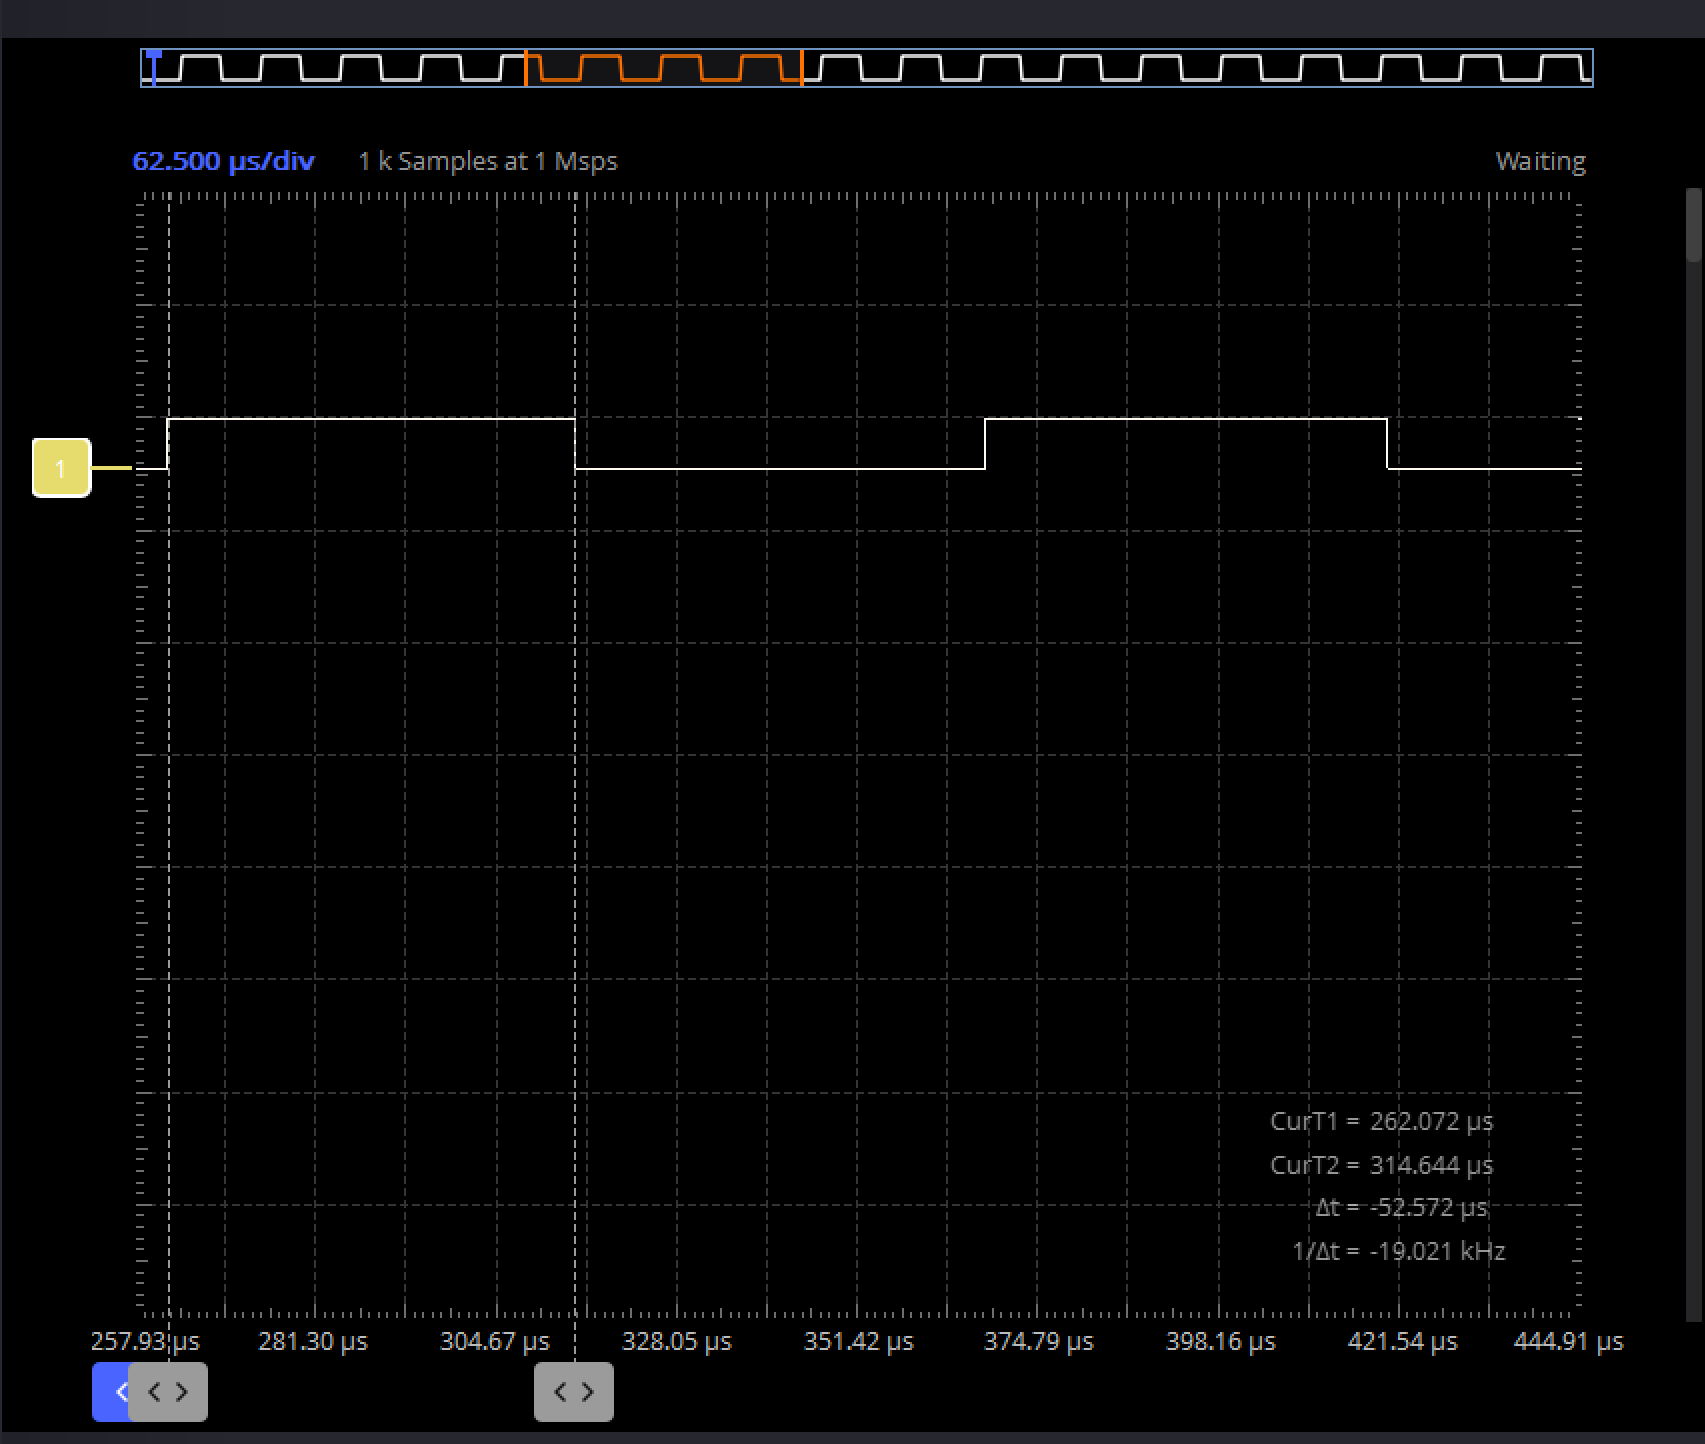 62.500 µs/div 1 k Samples at 1 Msps Waiting
1
CurT1 = 262.072 µs
CurT2 = 314.644 µs
Δt = -52.572 µs
1/Δt = -19.021 kHz
257.93 µs 281.30 µs 304.67 µs 328.05 µs 351.42 µs 374.79 µs 398.16 µs 421.54 µs 444.91 µs